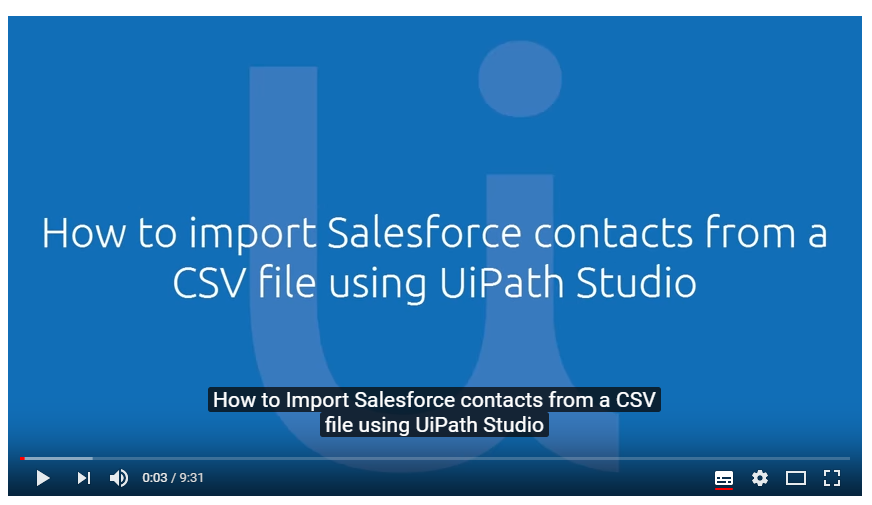 How to import Salesforce contacts from a
CSV file using UiPath Studio
How to Import Salesforce contacts from a CSV
file using UiPath Studio
0:03 / 9:31